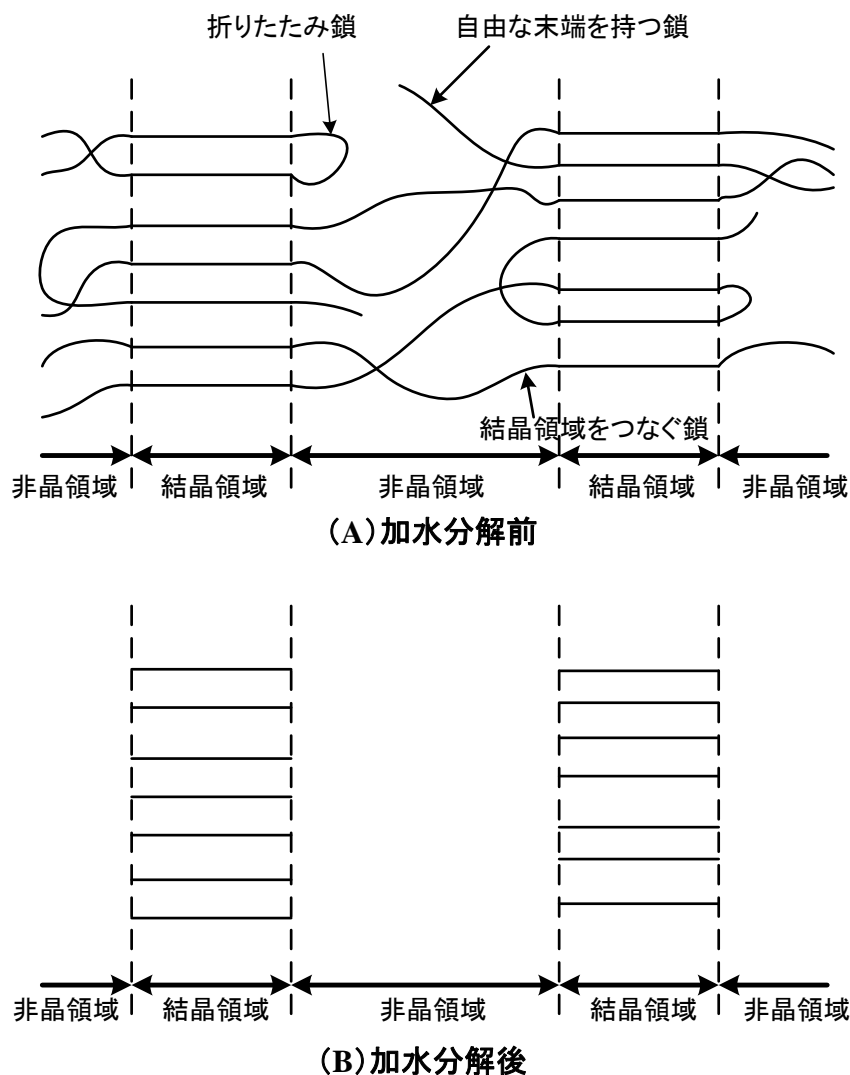 折りたたみ鎖 自由な末端を持つ鎖
結晶領域をつなぐ鎖
非晶領域 結晶領域 非晶領域 結晶領域 非晶領域
（A）加水分解前
非晶領域 結晶領域 非晶領域 結晶領域 非晶領域
（B）加水分解後